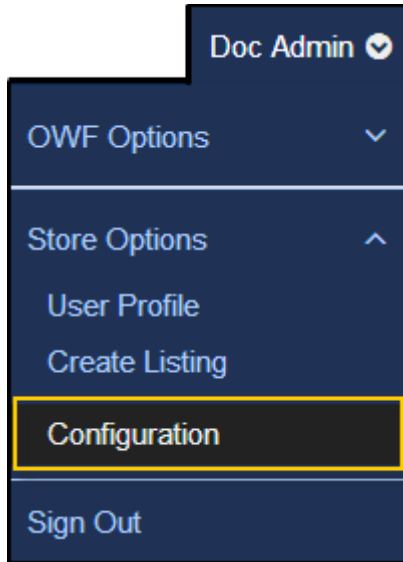 Doc Admin
OWF Options
Store Options
User Profile
Create Listing
Configuration
Sign Out